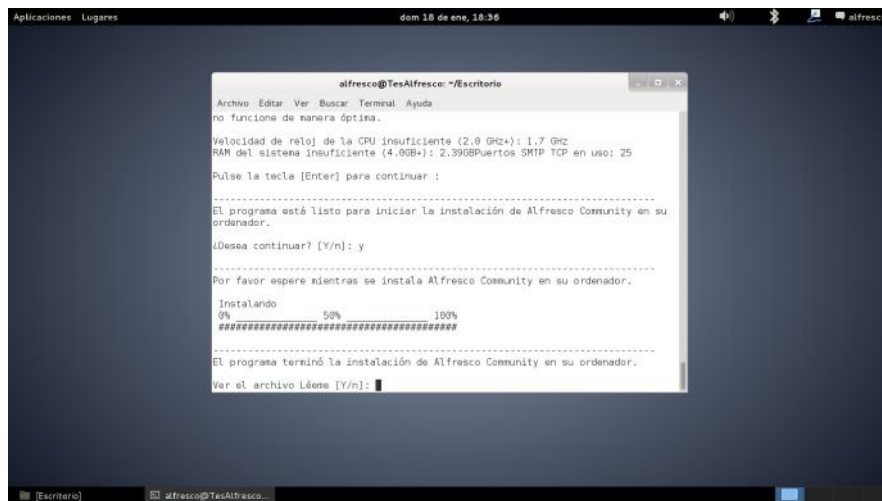 Aplicaciones Lugares
dom 18 de ene, 18:36
alfresc
alfresco@TesAlfresco: ~/Escritorio
Archivo Editar Ver Buscar Terminal Ayuda
no funcione de manera óptima.
Velocidad de reloj de la CPU insuficiente (2.0 GHz+): 1.7 GHz
RAM del sistema insuficiente (4.0GB+): 2.39GBPuertos SMTP TCP en uso: 25
Pulse la tecla [Enter] para continuar :
----------------------------------------------------------------------------
El programa está listo para iniciar la instalación de Alfresco Community en su
ordenador.
¿Desea continuar? [Y/n]: y
----------------------------------------------------------------------------
Por favor espere mientras se instala Alfresco Community en su ordenador.
Instalando
0% ______________ 50% ______________ 100%
#########################################
----------------------------------------------------------------------------
El programa terminó la instalación de Alfresco Community en su ordenador.
Ver el archivo Léeme [Y/n]:
[Escritorio]
alfresco@TesAlfresco...